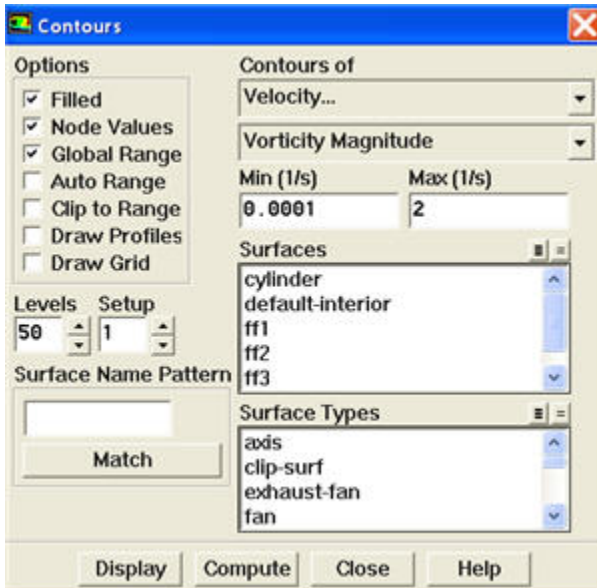 Contours
Options
Filled
Node Values
Global Range
Auto Range
Clip to Range
Draw Profiles
Draw Grid
Levels Setup
50 1
Surface Name Pattern
Match
Contours of
Velocity...
Vorticity Magnitude
Min (1/s) Max (1/s)
0.0001 2
Surfaces
cylinder
default-interior
ff1
ff2
ff3
Surface Types
axis
clip-surf
exhaust-fan
fan
Display Compute Close Help